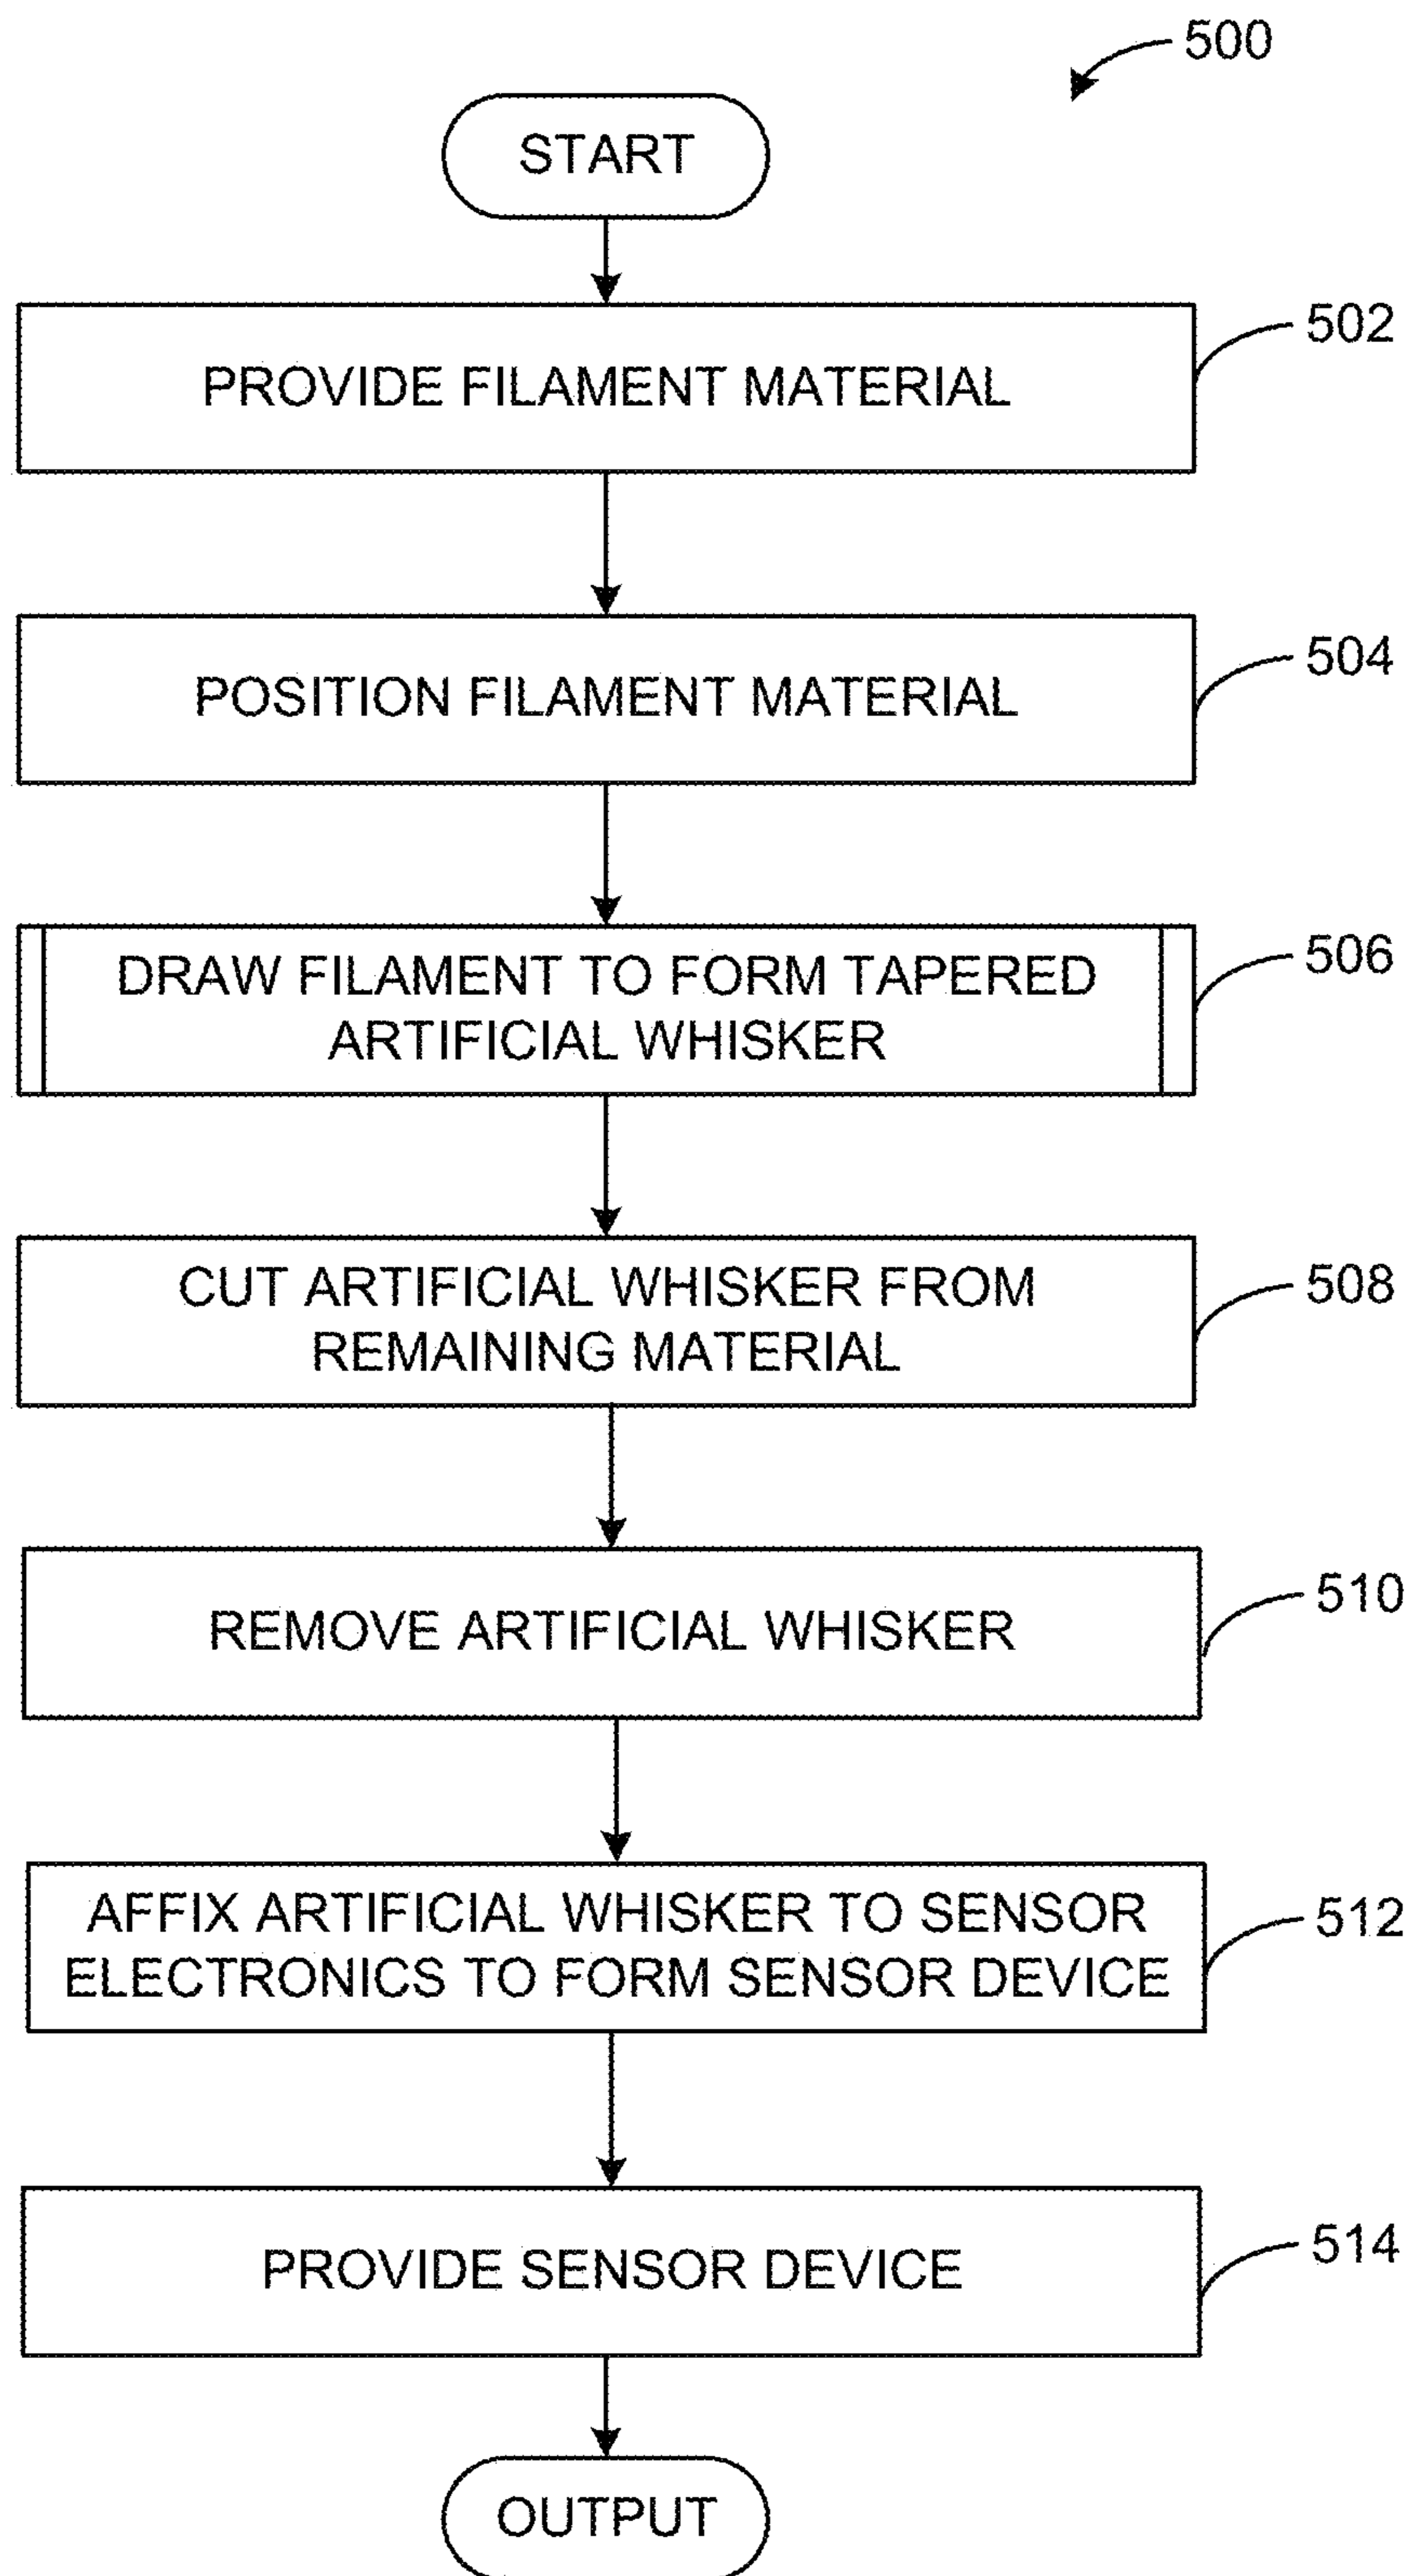 500
START
PROVIDE FILAMENT MATERIAL
502
POSITION FILAMENT MATERIAL
504
DRAW FILAMENT TO FORM TAPERED
ARTIFICIAL WHISKER
506
CUT ARTIFICIAL WHISKER FROM
REMAINING MATERIAL
508
REMOVE ARTIFICIAL WHISKER
510
AFFIX ARTIFICIAL WHISKER TO SENSOR
ELECTRONICS TO FORM SENSOR DEVICE
512
PROVIDE SENSOR DEVICE
514
OUTPUT